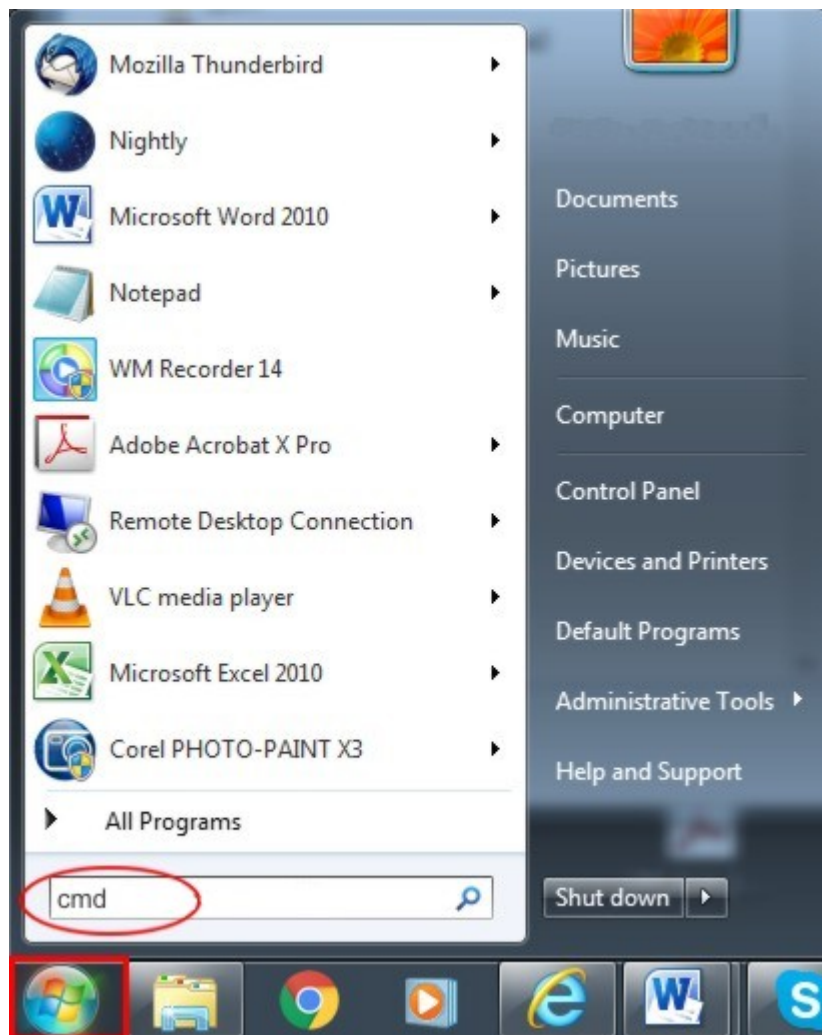 Mozilla Thunderbird
Nightly
Microsoft Word 2010
Notepad
WM Recorder 14
Adobe Acrobat X Pro
Remote Desktop Connection
VLC media player
Microsoft Excel 2010
Corel PHOTO-PAINT X3
All Programs
cmd
Documents
Pictures
Music
Computer
Control Panel
Devices and Printers
Default Programs
Administrative Tools
Help and Support
Shut down